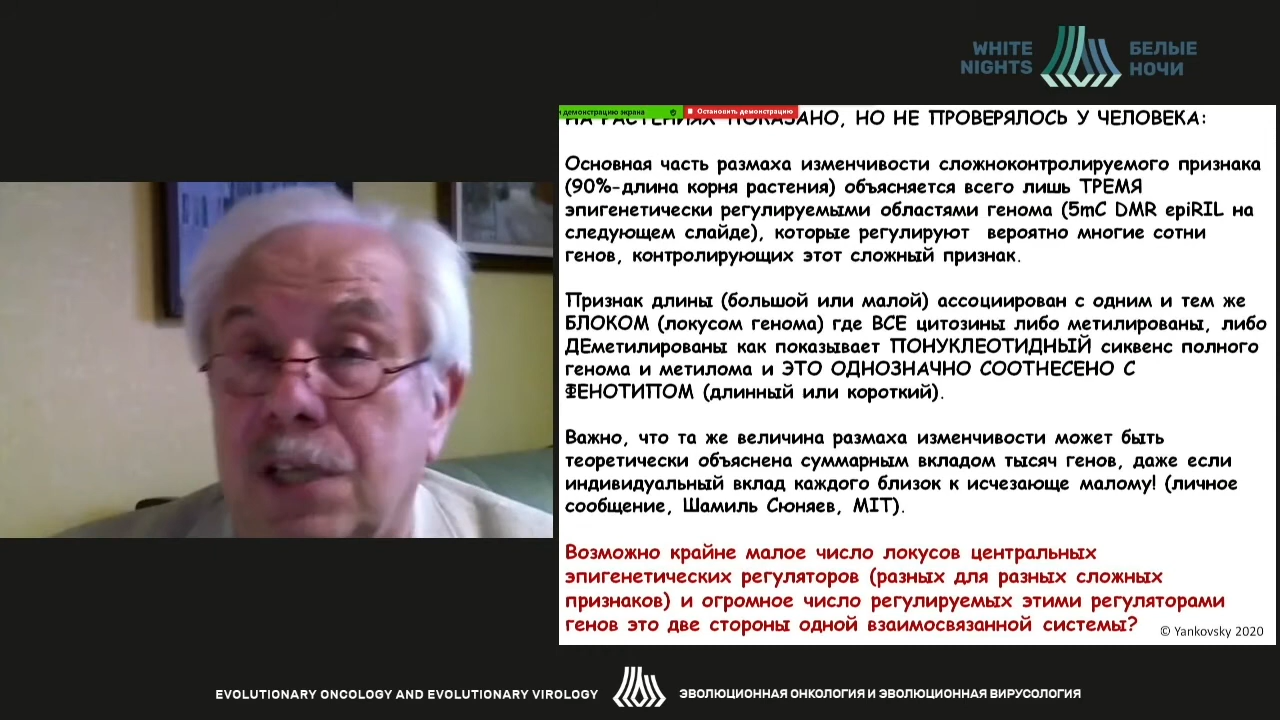 WHITE
NIGHTS
БЕЛЫЕ
НОЧИ
демонстрацию экрана
Остановить демонстрацию
НА РАСТЕНИЯХ ПОКАЗАНО, НО НЕ ПРОВЕРЯЛОСЬ У ЧЕЛОВЕКА:
Основная часть размаха изменчивости сложноконтролируемого признака
(90%-длина корня растения) объясняется всего лишь ТРЕМЯ
эпигенетически регулируемыми областями генома (5mC DMR epiRIL на
следующем слайде), которые регулируют вероятно многие сотни
генов, контролирующих этот сложный признак.
Признак длины (большой или малой) ассоциирован с одним и тем же
БЛОКОМ (локусом генома) где ВСЕ цитозины либо метилированы, либо
ДЕметилированы как показывает ПОНУКЛЕОТИДНЫЙ сиквенс полного
генома и метилома и ЭТО ОДНОЗНАЧНО СООТНЕСЕНО С
ФЕНОТИПОМ (длинный или короткий).
Важно, что та же величина размаха изменчивости может быть
теоретически объяснена суммарным вкладом тысяч генов, даже если
индивидуальный вклад каждого близок к исчезающе малому! (личное
сообщение, Шамиль Сюняев, MIT).
Возможно крайне малое число локусов центральных
эпигенетических регуляторов (разных для разных сложных
признаков) и огромное число регулируемых этими регуляторами
генов это две стороны одной взаимосвязанной системы?
© Yankovsky 2020
EVOLUTIONARY ONCOLOGY AND EVOLUTIONARY VIROLOGY
ЭВОЛЮЦИОННАЯ ОНКОЛОГИЯ И ЭВОЛЮЦИОННАЯ ВИРУСОЛОГИЯ